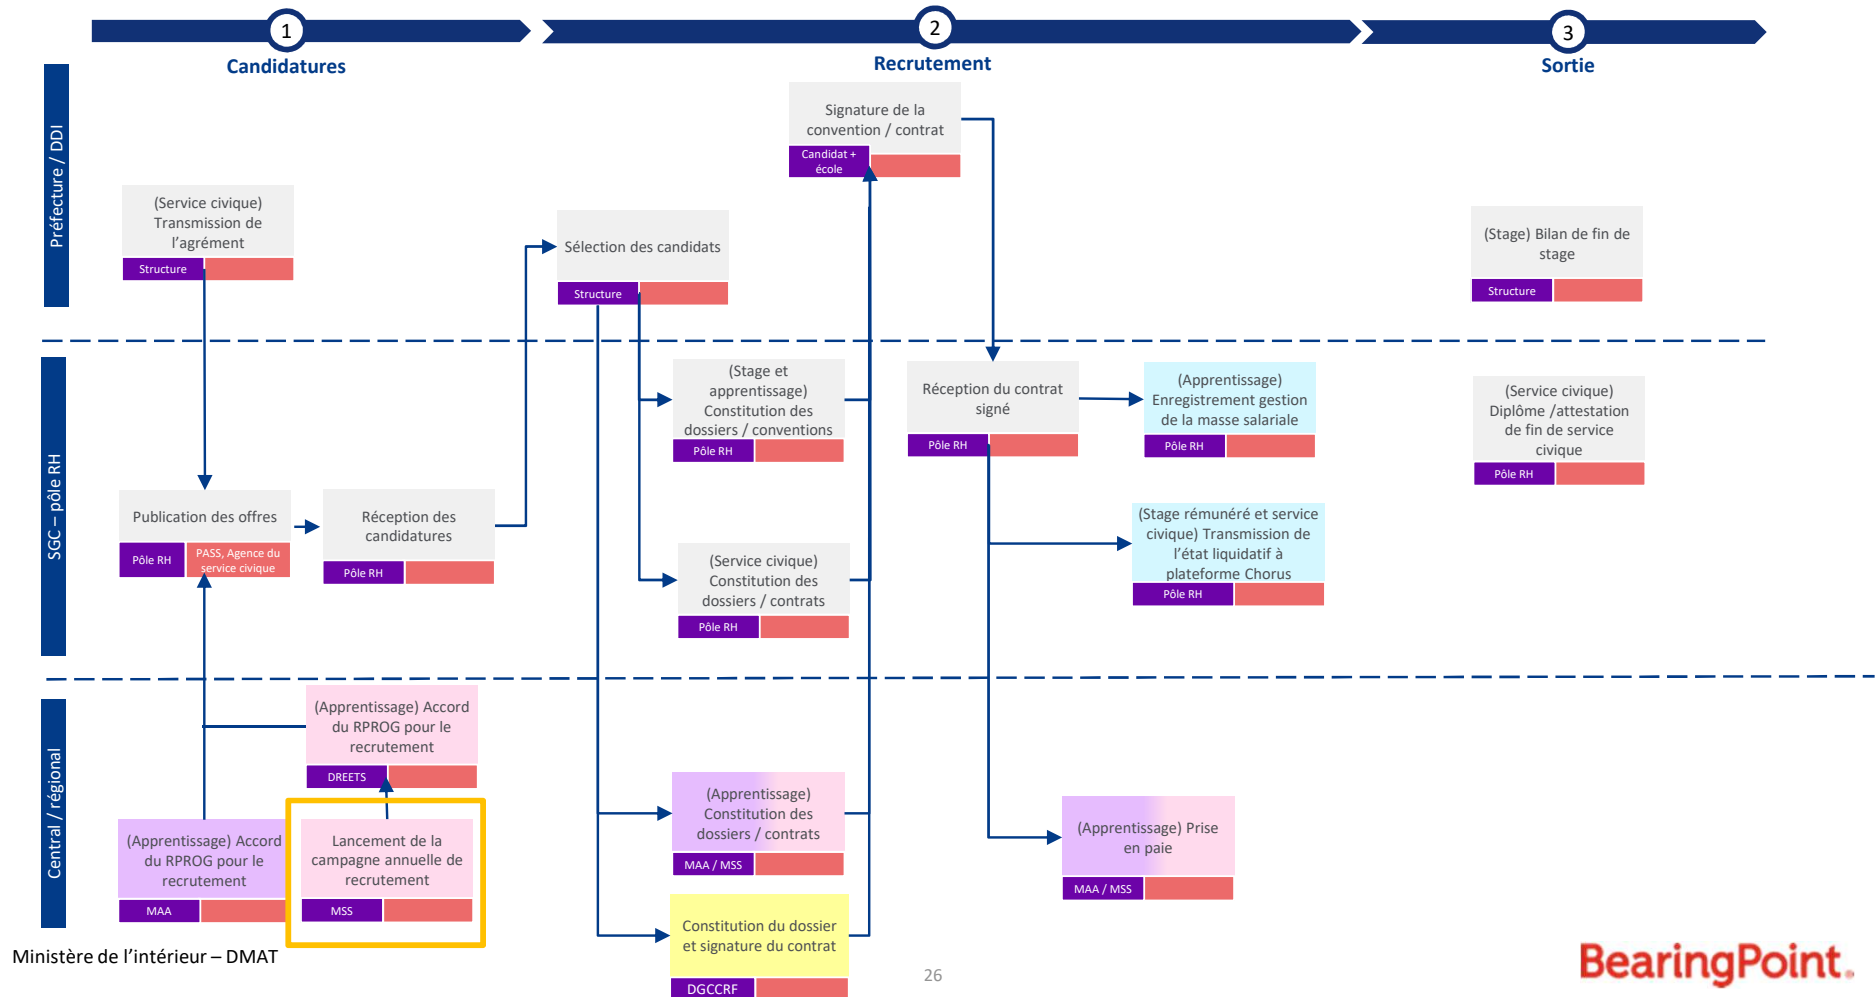 1
2
3
Candidatures
Recrutement
Sortie
Préfecture / DDI
Signature de la
convention / contrat
Candidat +
école
(Service civique)
Transmission de
l'agrément
Structure
Sélection des candidats
Structure
(Stage) Bilan de fin de
stage
Structure
SGC – pôle RH
(Stage et
apprentissage)
Constitution des
dossiers / conventions
Pôle RH
Réception du contrat
signé
Pôle RH
(Apprentissage)
Enregistrement gestion
de la masse salariale
Pôle RH
(Service civique)
Diplôme /attestation
de fin de service
civique
Pôle RH
Publication des offres
Pôle RH
PASS, Agence du
service civique
Réception des
candidatures
Pôle RH
(Service civique)
Constitution des
dossiers / contrats
Pôle RH
(Stage rémunéré et service
civique) Transmission de
l'état liquidatif à
plateforme Chorus
Pôle RH
Central / régional
(Apprentissage) Accord
du RPROG pour le
recrutement
DREETS
(Apprentissage) Accord
du RPROG pour le
recrutement
MAA
Lancement de la
campagne annuelle de
recrutement
MSS
(Apprentissage)
Constitution des
dossiers / contrats
MAA / MSS
(Apprentissage) Prise
en paie
MAA / MSS
Constitution du dossier
et signature du contrat
DGCCRF
Ministère de l'intérieur – DMAT
26
BearingPoint.